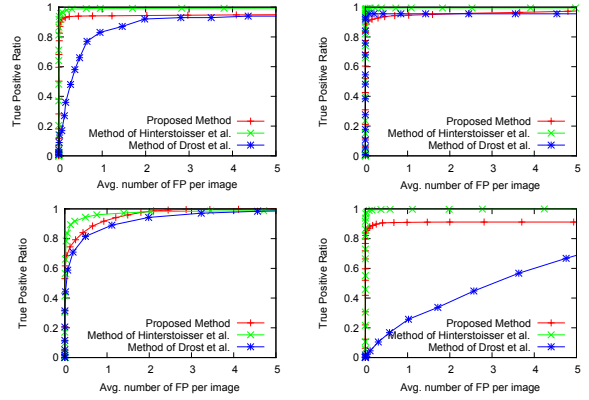 True Positive Ratio
1
0.8
0.6
0.4
0.2
0
Proposed Method
Method of Hinterstoisser et al.
Method of Drost et al.
0 1 2 3 4 5
Avg. number of FP per image
True Positive Ratio
1
0.8
0.6
0.4
0.2
0
Proposed Method
Method of Hinterstoisser et al.
Method of Drost et al.
0 1 2 3 4 5
Avg. number of FP per image
True Positive Ratio
1
0.8
0.6
0.4
0.2
0
Proposed Method
Method of Hinterstoisser et al.
Method of Drost et al.
0 1 2 3 4 5
Avg. number of FP per image
True Positive Ratio
1
0.8
0.6
0.4
0.2
0
Proposed Method
Method of Hinterstoisser et al.
Method of Drost et al.
0 1 2 3 4 5
Avg. number of FP per image